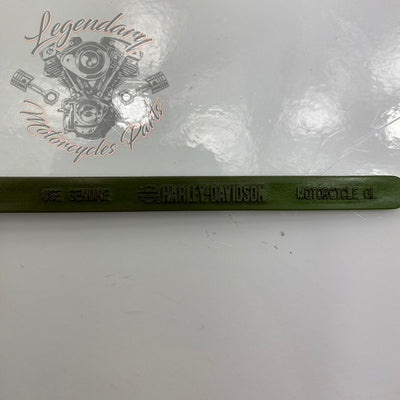 Legendary
Motorcycles Parts
USE GENUINE HARLEY-DAVIDSON MOTORCYCLE OIL